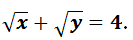 √x + √y = 4.